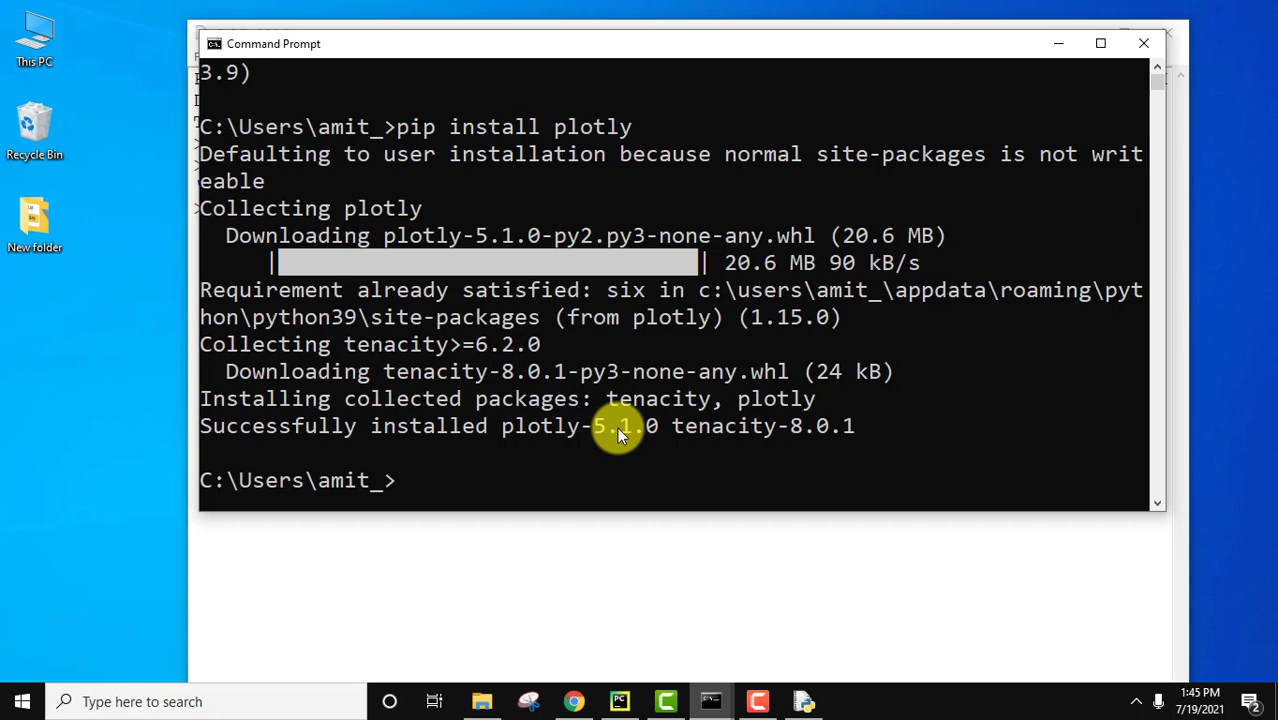 This PC
Recycle Bin
New folder
Command Prompt
3.9)
C:\Users\amit_>pip install plotly
Defaulting to user installation because normal site-packages is not writ
eable
Collecting plotly
Downloading plotly-5.1.0-py2.py3-none-any.whl (20.6 MB)
| | 20.6 MB 90 kB/s
Requirement already satisfied: six in c:\users\amit_\appdata\roaming\pyt
hon\python39\site-packages (from plotly) (1.15.0)
Collecting tenacity>=6.2.0
Downloading tenacity-8.0.1-py3-none-any.whl (24 kB)
Installing collected packages: tenacity, plotly
Successfully installed plotly-5.1.0 tenacity-8.0.1
C:\Users\amit_>
Type here to search
PC
1:45 PM
7/19/2021
2